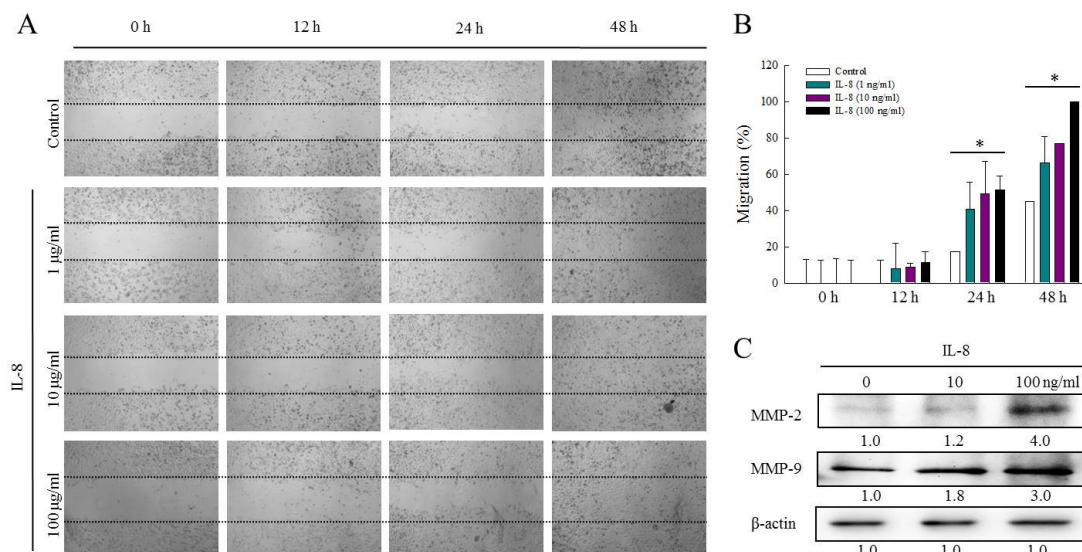 A
0 h
12 h
24 h
48 h
Control
IL-8
1 µg/ml
10 µg/ml
100 µg/ml
B
Control
IL-8 (1 ng/ml)
IL-8 (10 ng/ml)
IL-8 (100 ng/ml)
Migration (%)
120
100
80
60
40
20
0
*
*
0 h
12 h
24 h
48 h
C
IL-8
0
10
100 ng/ml
MMP-2
1.0
1.2
4.0
MMP-9
1.0
1.8
3.0
β-actin
1.0
1.0
1.0